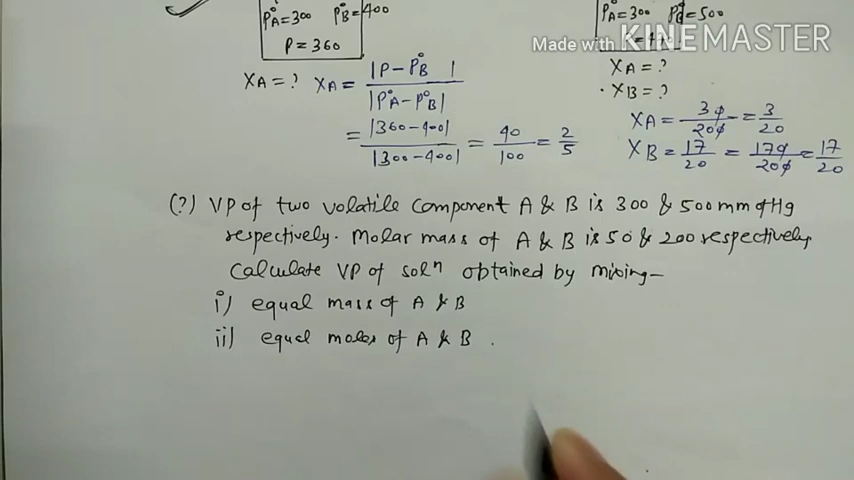 P°A=300 P°B=400
P=360
XA=? XA= |P-P°B|
|P°A-P°B|
= |360-400| = 40 = 2
|300-400| 100 5
P°A=300 P°B=500
Made with KINEMASTER
XA=?
XB=?
XA= 30 = 3
200 20
XB= 17 = 170 = 17
20 200 20
(?) VP of two volatile component A & B is 300 & 500 mm of Hg
respectively. Molar mass of A & B is 50 & 200 respectively,
Calculate VP of solⁿ obtained by mixing-
i) equal mass of A & B
ii) equal moles of A & B.